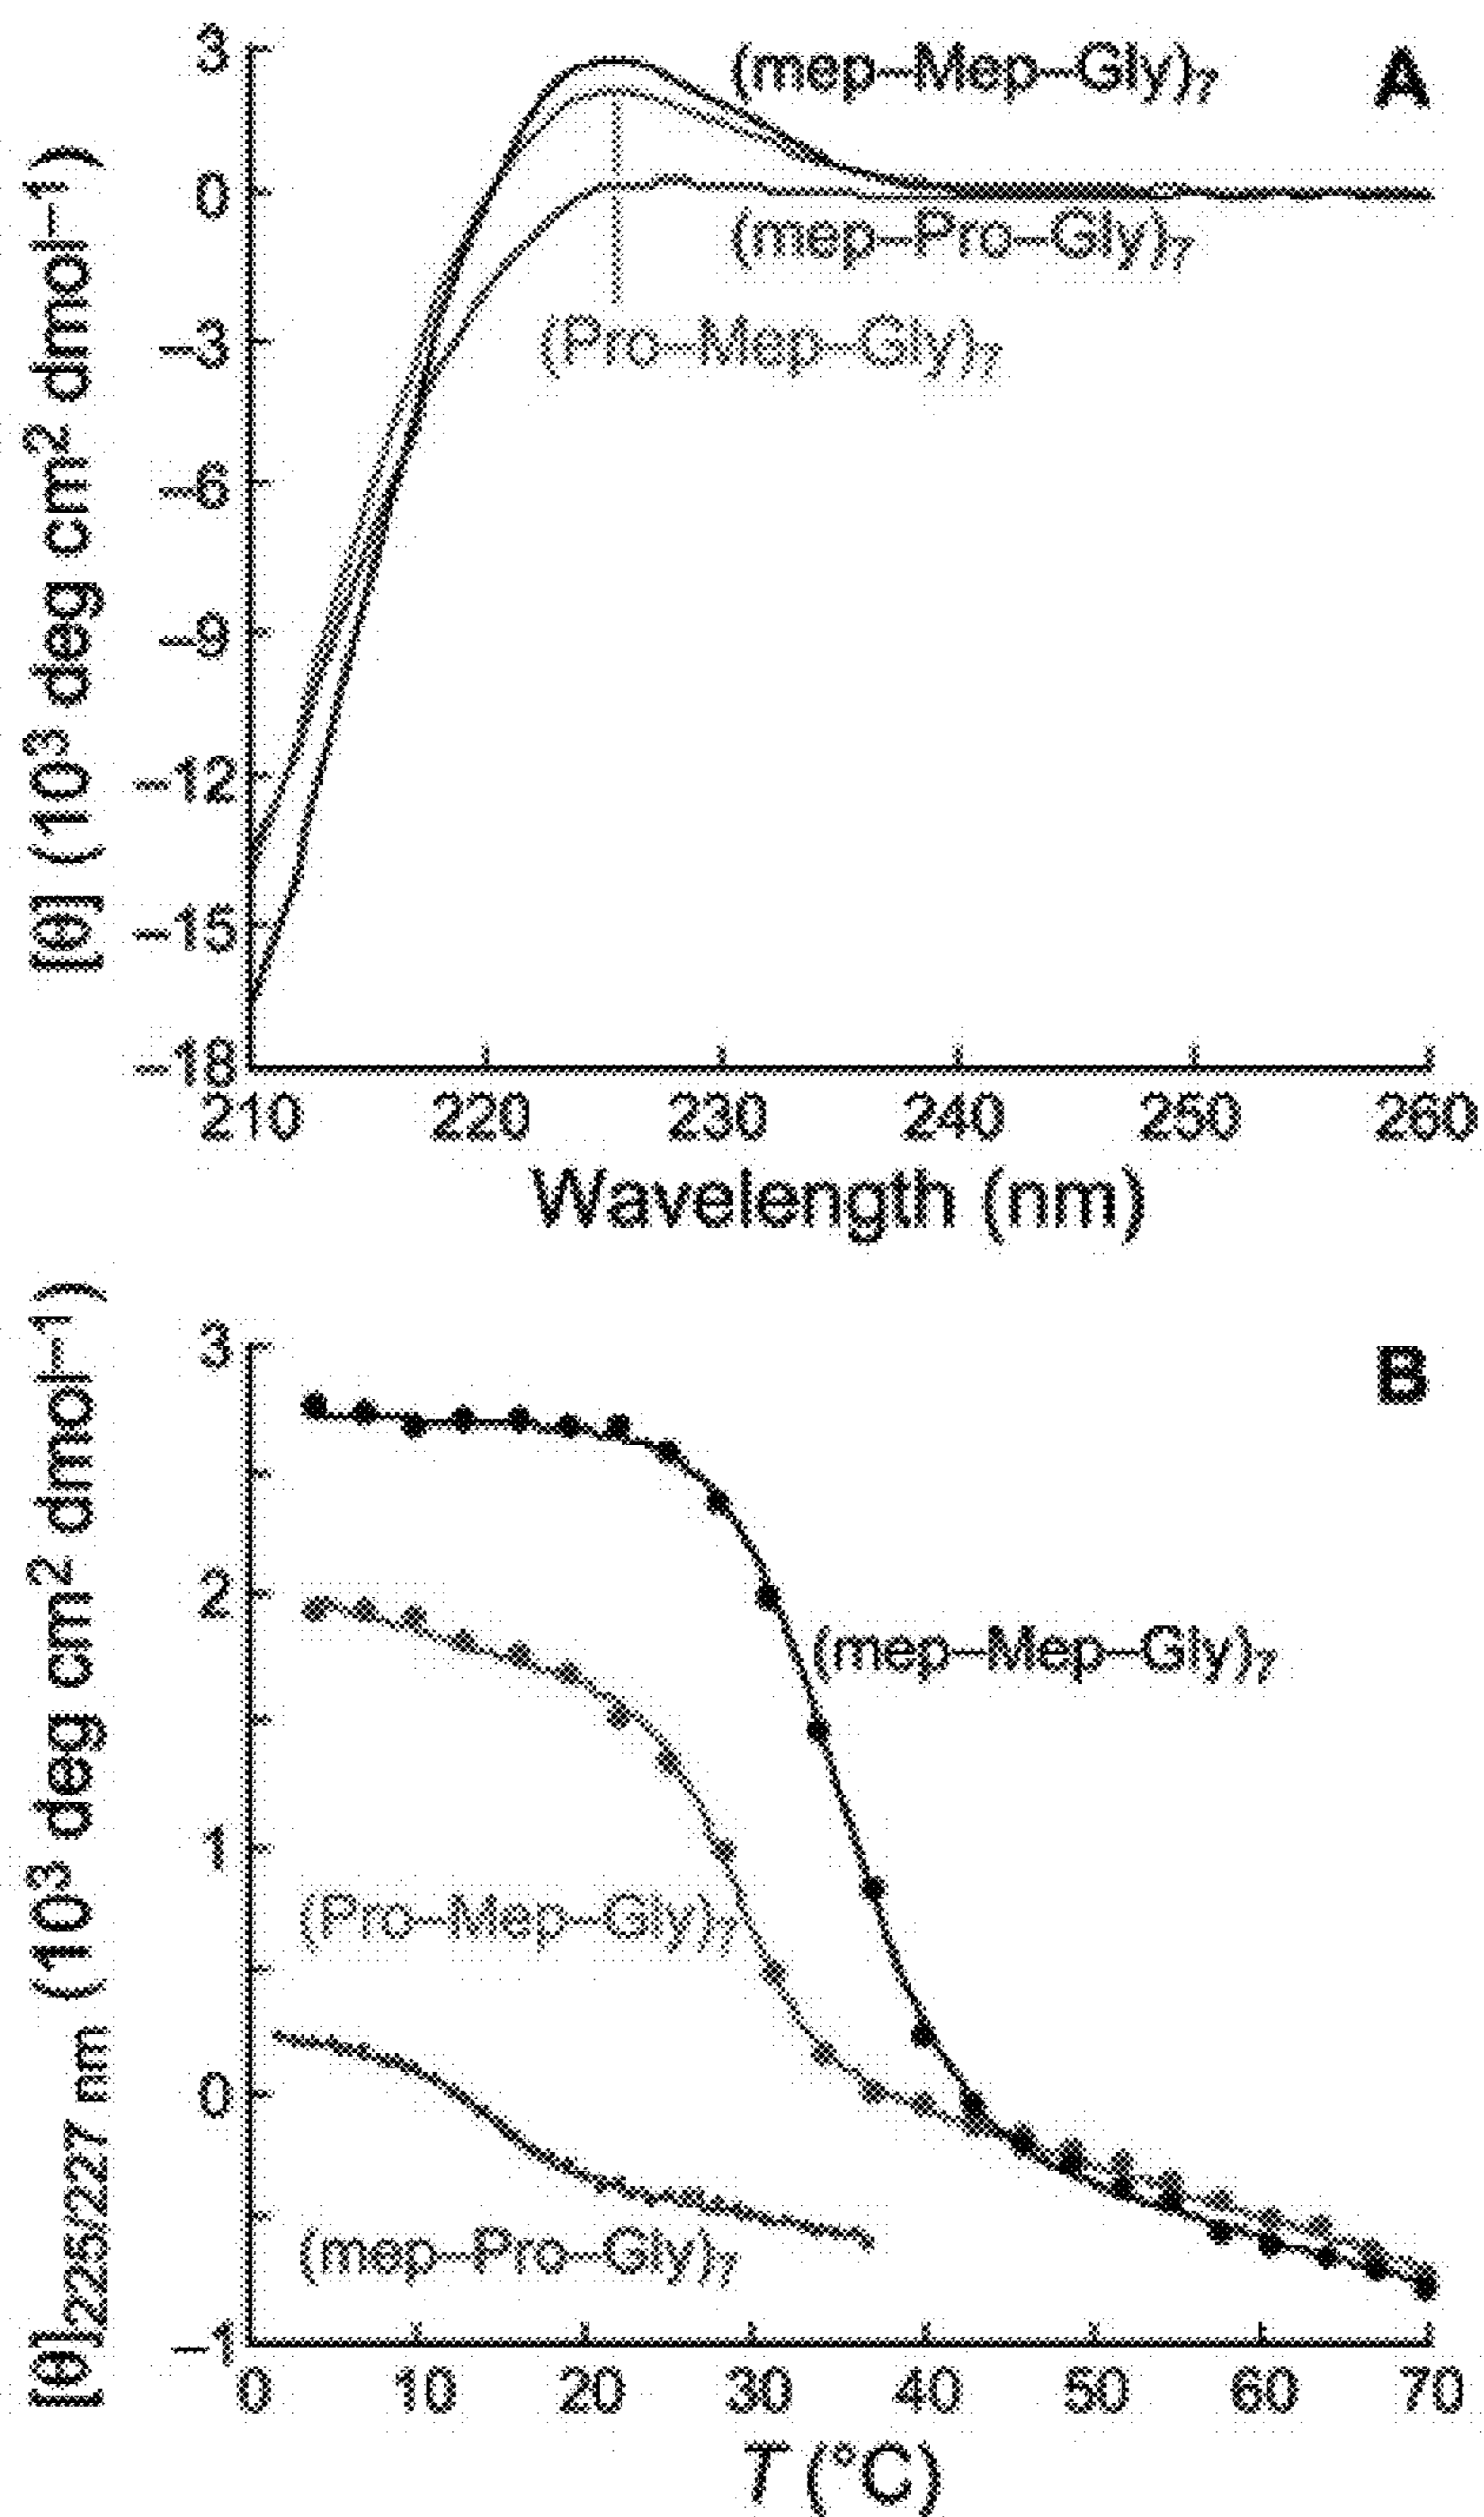 A
(mep–Mep–Gly)₇
(mep–Pro–Gly)₇
(Pro–Mep–Gly)₇
[θ] (10³ deg cm² dmol–1)
3
0
–3
–6
–9
–12
–15
–18
210 220 230 240 250 260
Wavelength (nm)
B
(mep–Mep–Gly)₇
(Pro–Mep–Gly)₇
(mep–Pro–Gly)₇
[θ]225/227 nm (10³ deg cm² dmol–1)
3
2
1
0
–1
0 10 20 30 40 50 60 70
T (°C)